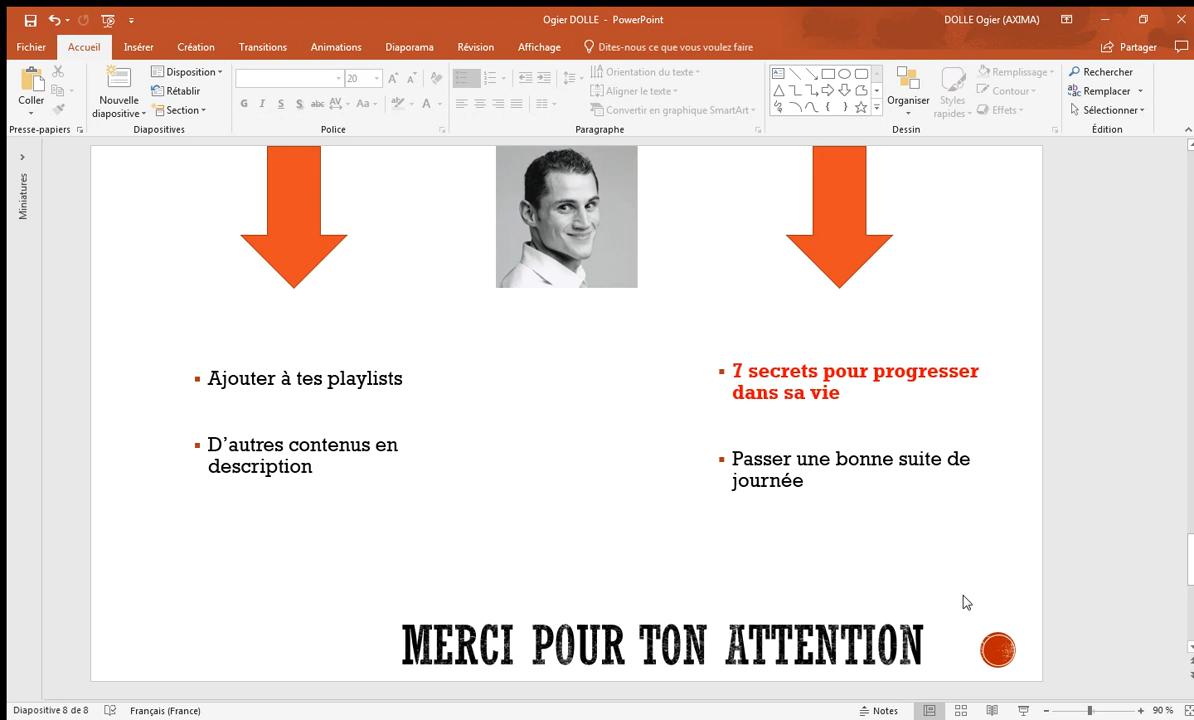 Ogier DOLLE - PowerPoint
DOLLE Ogier (AXIMA)
Fichier
Accueil
Insérer
Création
Transitions
Animations
Diaporama
Révision
Affichage
Dites-nous ce que vous voulez faire
Partager
Coller
Presse-papiers
Nouvelle
diapositive
Disposition
Rétablir
Section
Diapositives
20
G I S S abc AV Aa A
Police
Orientation du texte
Aligner le texte
Convertir en graphique SmartArt
Paragraphe
Organiser
Styles
rapides
Remplissage
Contour
Effets
Dessin
Rechercher
Remplacer
Sélectionner
Édition
Miniatures
Ajouter à tes playlists
D'autres contenus en
description
7 secrets pour progresser
dans sa vie
Passer une bonne suite de
journée
MERCI POUR TON ATTENTION
Diapositive 8 de 8
Français (France)
Notes
90 %